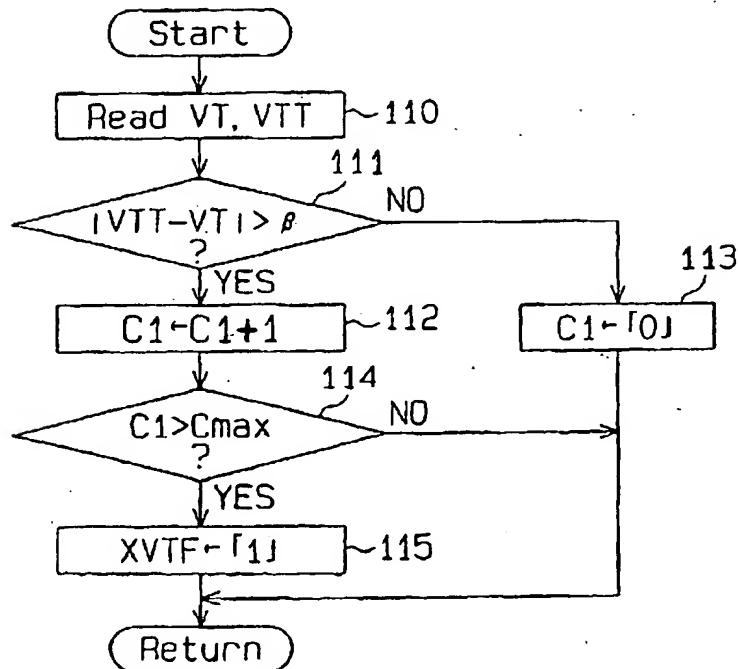 Start
Read VT, VTT
110
111
|VTT-VT|>β
?
NO
YES
C1←C1+1
112
113
C1←「0」
114
C1>Cmax
?
NO
YES
XVTF←「1」
115
Return